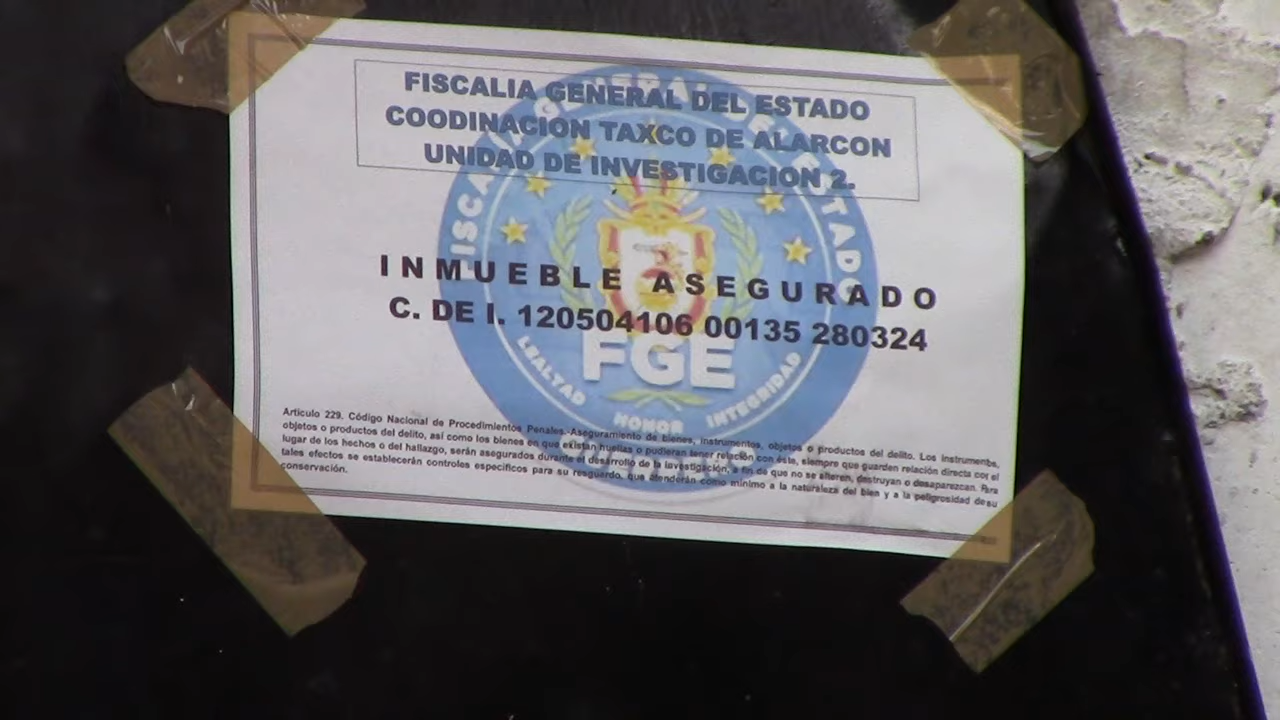 FISCALIA GENERAL DEL ESTADO
COODINACION TAXCO DE ALARCON
UNIDAD DE INVESTIGACION 2.
INMUEBLE ASEGURADO
C. DE I. 120504106 00135 280324
FISCALIA GENERAL DEL ESTADO
FGE
LEALTAD HONOR INTEGRIDAD
Artículo 229. Código Nacional de Procedimientos Penales.-Aseguramiento de bienes, instrumentos, objetos o productos del delito. Los instrumentos,
objetos o productos del delito, así como los bienes en que existan huellas o pudieran tener relación con éste, siempre que guarden relación directa con el
lugar de los hechos o del hallazgo, serán asegurados durante el desarrollo de la investigación, a fin de que no se alteren, destruyan o desaparezcan. Para
tales efectos se establecerán controles específicos para su resguardo, que atenderán como mínimo a la naturaleza del bien y a la peligrosidad de su
conservación.